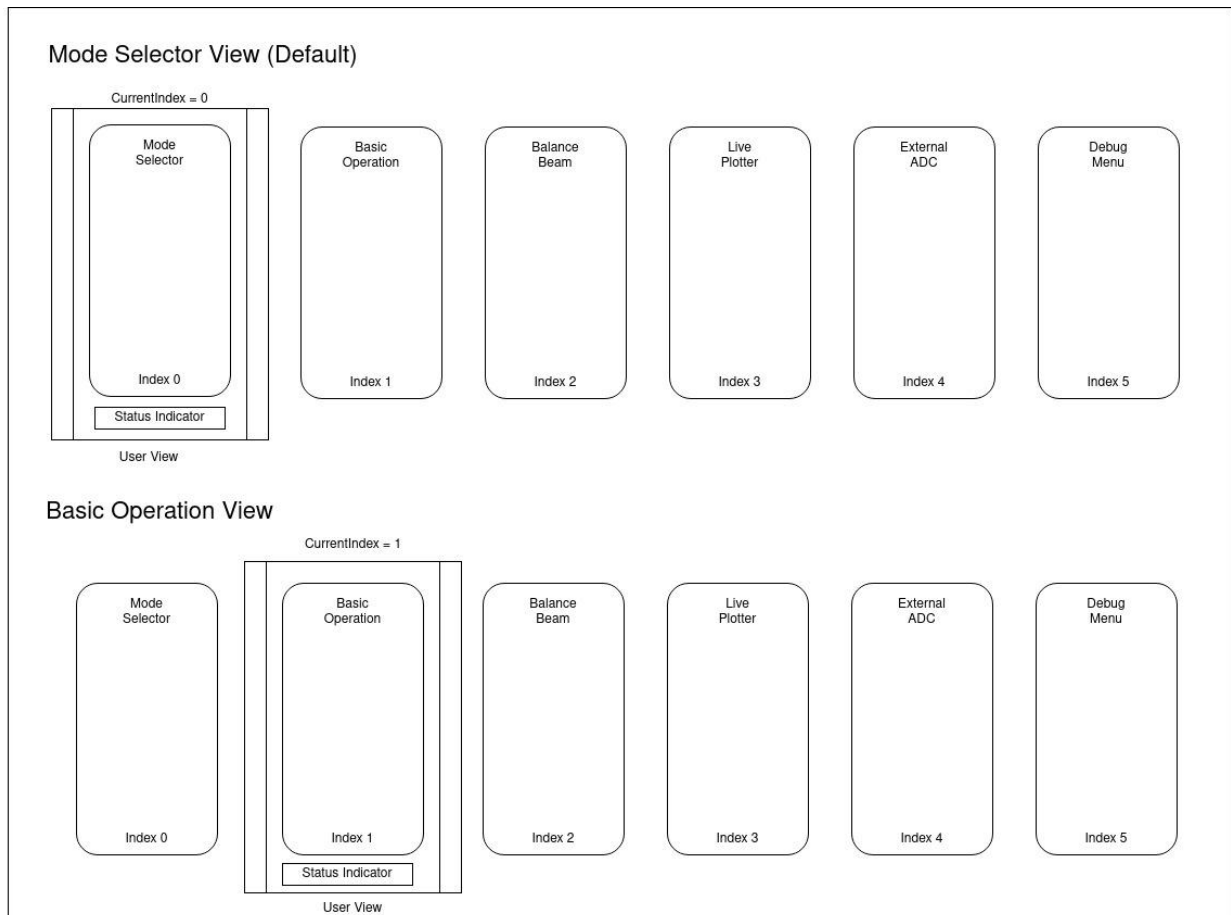 Mode Selector View (Default)
CurrentIndex = 0
Mode
Selector
Index 0
Status Indicator
User View
Basic
Operation
Index 1
Balance
Beam
Index 2
Live
Plotter
Index 3
External
ADC
Index 4
Debug
Menu
Index 5
Basic Operation View
Mode
Selector
Index 0
CurrentIndex = 1
Basic
Operation
Index 1
Status Indicator
User View
Balance
Beam
Index 2
Live
Plotter
Index 3
External
ADC
Index 4
Debug
Menu
Index 5